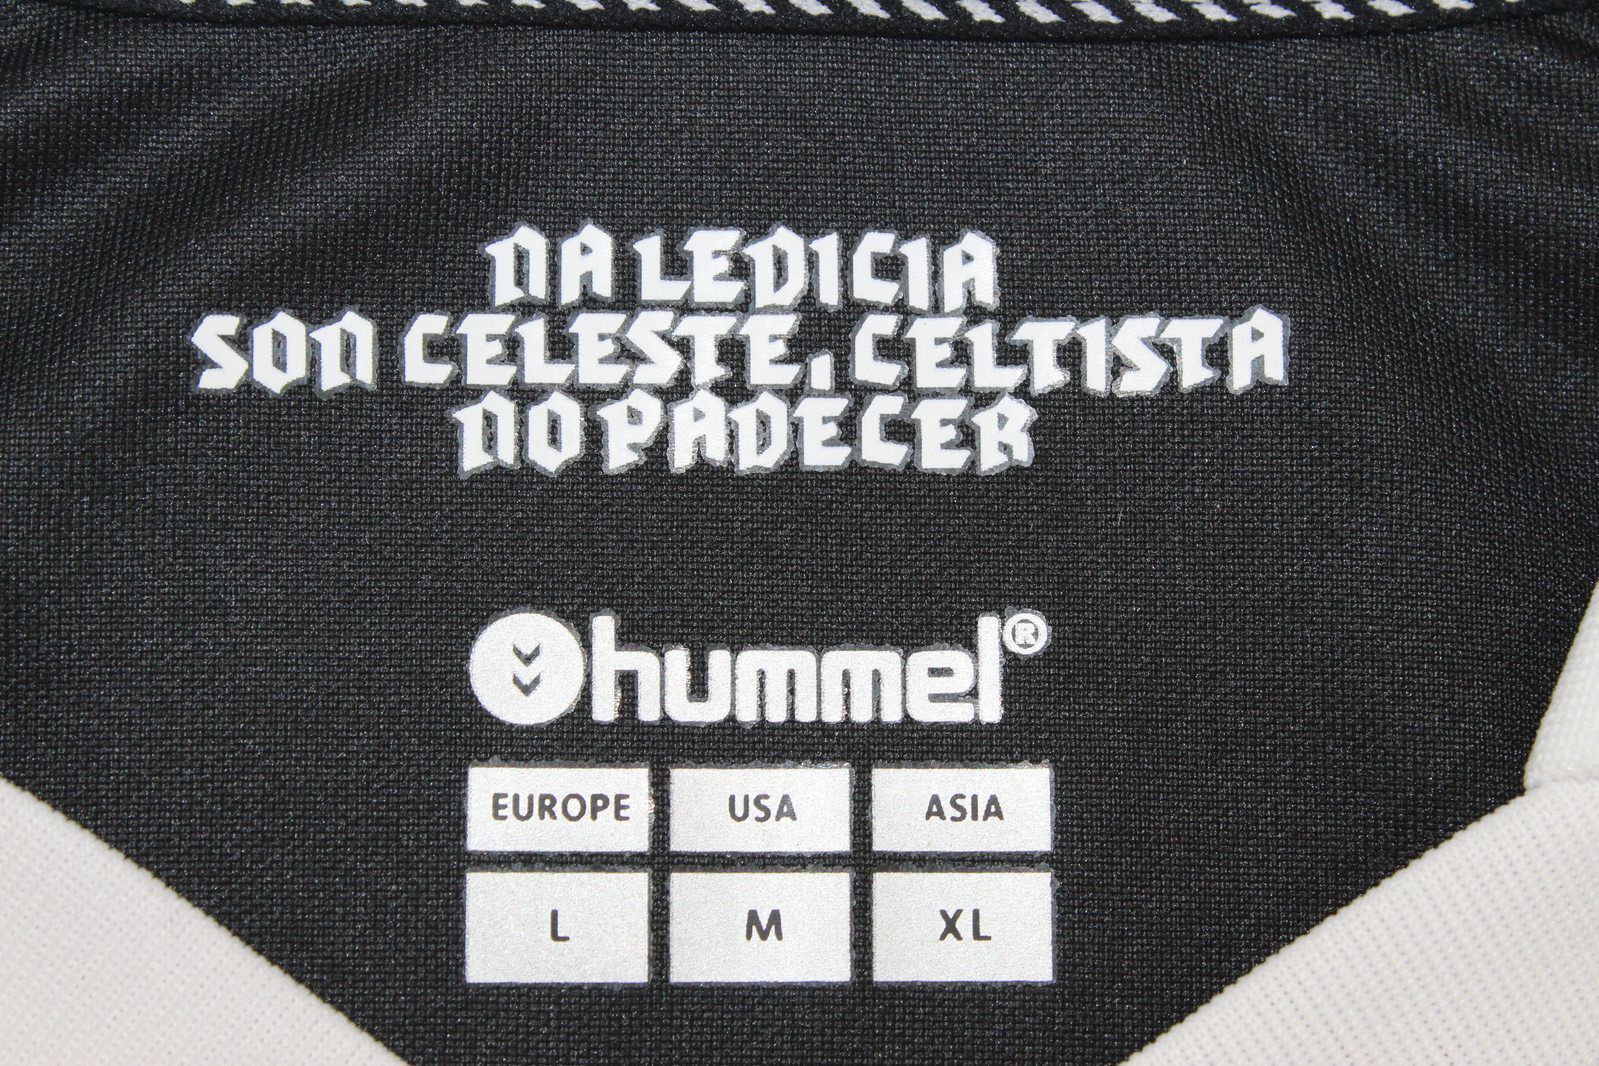 NA LEDICIA
SON CELESTE, CELTISTA
NO PADECER
hummel®
EUROPE USA ASIA
L M XL